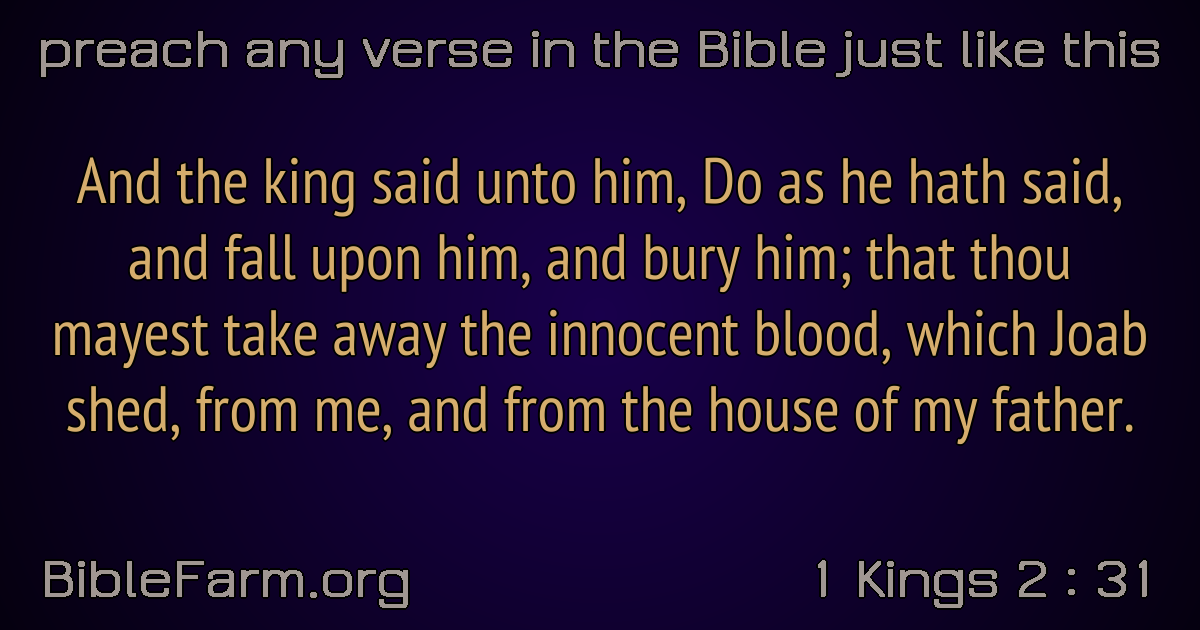 preach any verse in the Bible just like this
And the king said unto him, Do as he hath said,
and fall upon him, and bury him; that thou
mayest take away the innocent blood, which Joab
shed, from me, and from the house of my father.
BibleFarm.org
1 Kings 2 : 31